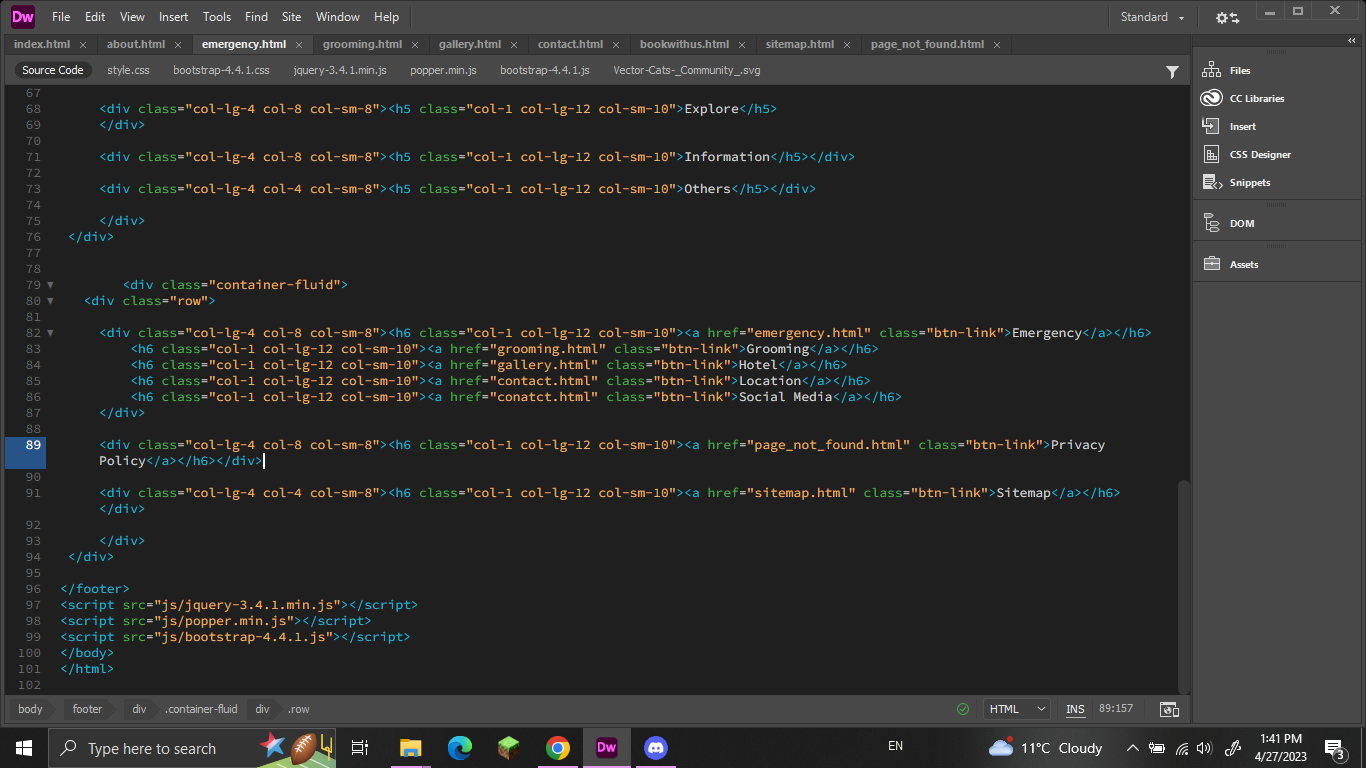 Dw File Edit View Insert Tools Find Site Window Help Standard
index.html about.html emergency.html grooming.html gallery.html contact.html bookwithus.html sitemap.html page_not_found.html
Source Code style.css bootstrap-4.4.1.css jquery-3.4.1.min.js popper.min.js bootstrap-4.4.1.js Vector-Cats-_Community_.svg
67
68 <div class="col-lg-4 col-8 col-sm-8"><h5 class="col-1 col-lg-12 col-sm-10">Explore</h5>
69 </div>
70
71 <div class="col-lg-4 col-8 col-sm-8"><h5 class="col-1 col-lg-12 col-sm-10">Information</h5></div>
72
73 <div class="col-lg-4 col-4 col-sm-8"><h5 class="col-1 col-lg-12 col-sm-10">Others</h5></div>
74
75 </div>
76 </div>
77
78
79 <div class="container-fluid">
80 <div class="row">
81
82 <div class="col-lg-4 col-8 col-sm-8"><h6 class="col-1 col-lg-12 col-sm-10"><a href="emergency.html" class="btn-link">Emergency</a></h6>
83 <h6 class="col-1 col-lg-12 col-sm-10"><a href="grooming.html" class="btn-link">Grooming</a></h6>
84 <h6 class="col-1 col-lg-12 col-sm-10"><a href="gallery.html" class="btn-link">Hotel</a></h6>
85 <h6 class="col-1 col-lg-12 col-sm-10"><a href="contact.html" class="btn-link">Location</a></h6>
86 <h6 class="col-1 col-lg-12 col-sm-10"><a href="conatct.html" class="btn-link">Social Media</a></h6>
87 </div>
88
89 <div class="col-lg-4 col-8 col-sm-8"><h6 class="col-1 col-lg-12 col-sm-10"><a href="page_not_found.html" class="btn-link">Privacy
Policy</a></h6></div>
90
91 <div class="col-lg-4 col-4 col-sm-8"><h6 class="col-1 col-lg-12 col-sm-10"><a href="sitemap.html" class="btn-link">Sitemap</a></h6>
</div>
92
93 </div>
94 </div>
95
96 </footer>
97 <script src="js/jquery-3.4.1.min.js"></script>
98 <script src="js/popper.min.js"></script>
99 <script src="js/bootstrap-4.4.1.js"></script>
100 </body>
101 </html>
102
body footer div .container-fluid div .row HTML INS 89:157
Files
CC Libraries
Insert
CSS Designer
Snippets
DOM
Assets
Type here to search Dw EN 11°C Cloudy 1:41 PM
4/27/2023 3